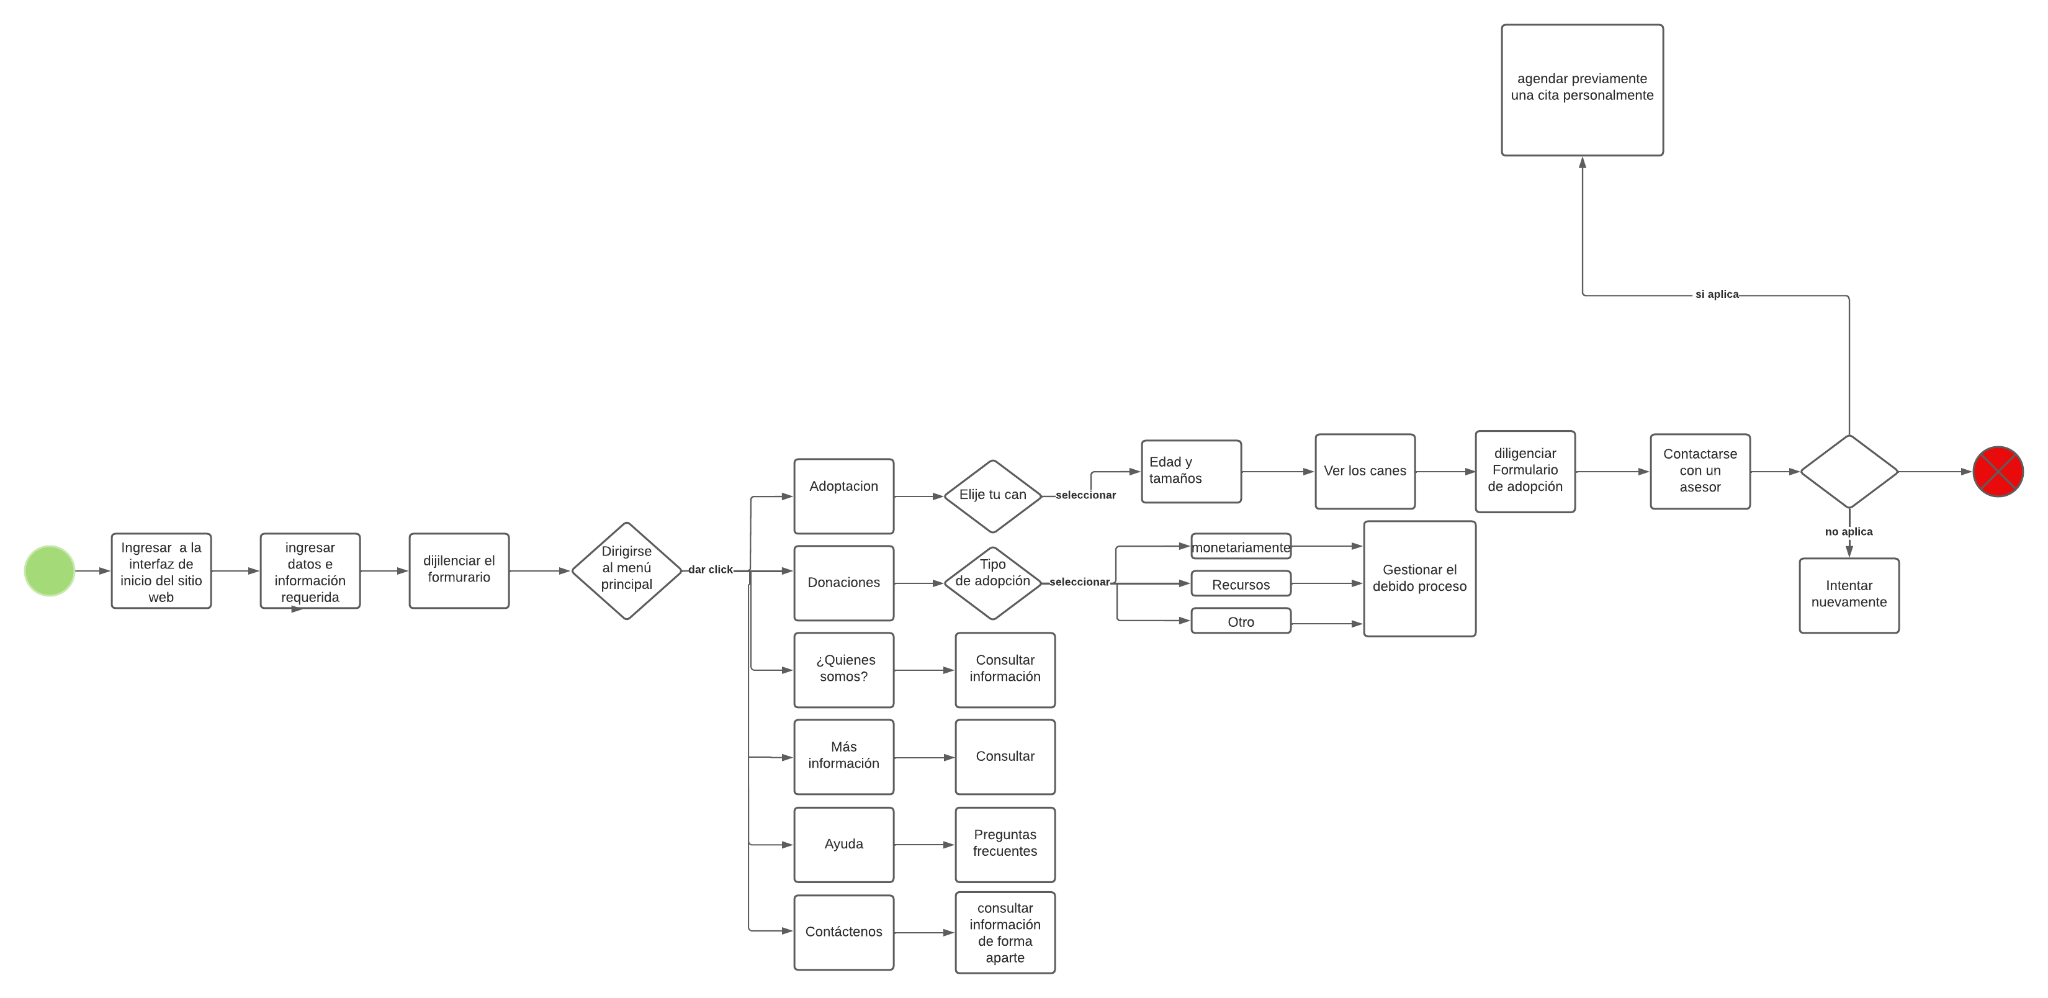 agendar previamente
una cita personalmente
si aplica
Ingresar  a la
interfaz de
inicio del sitio
web
ingresar
datos e
información
requerida
dijilenciar el
formurario
Dirigirse
al menú
principal
dar click
Adoptacion
Elije tu can
seleccionar
Edad y
tamaños
Ver los canes
diligenciar
Formulario
de adopción
Contactarse
con un
asesor
no aplica
Intentar
nuevamente
Donaciones
Tipo
de adopción
seleccionar
monetariamente
Recursos
Otro
Gestionar el
debido proceso
¿Quienes
somos?
Consultar
información
Más
información
Consultar
Ayuda
Preguntas
frecuentes
Contáctenos
consultar
información
de forma
aparte